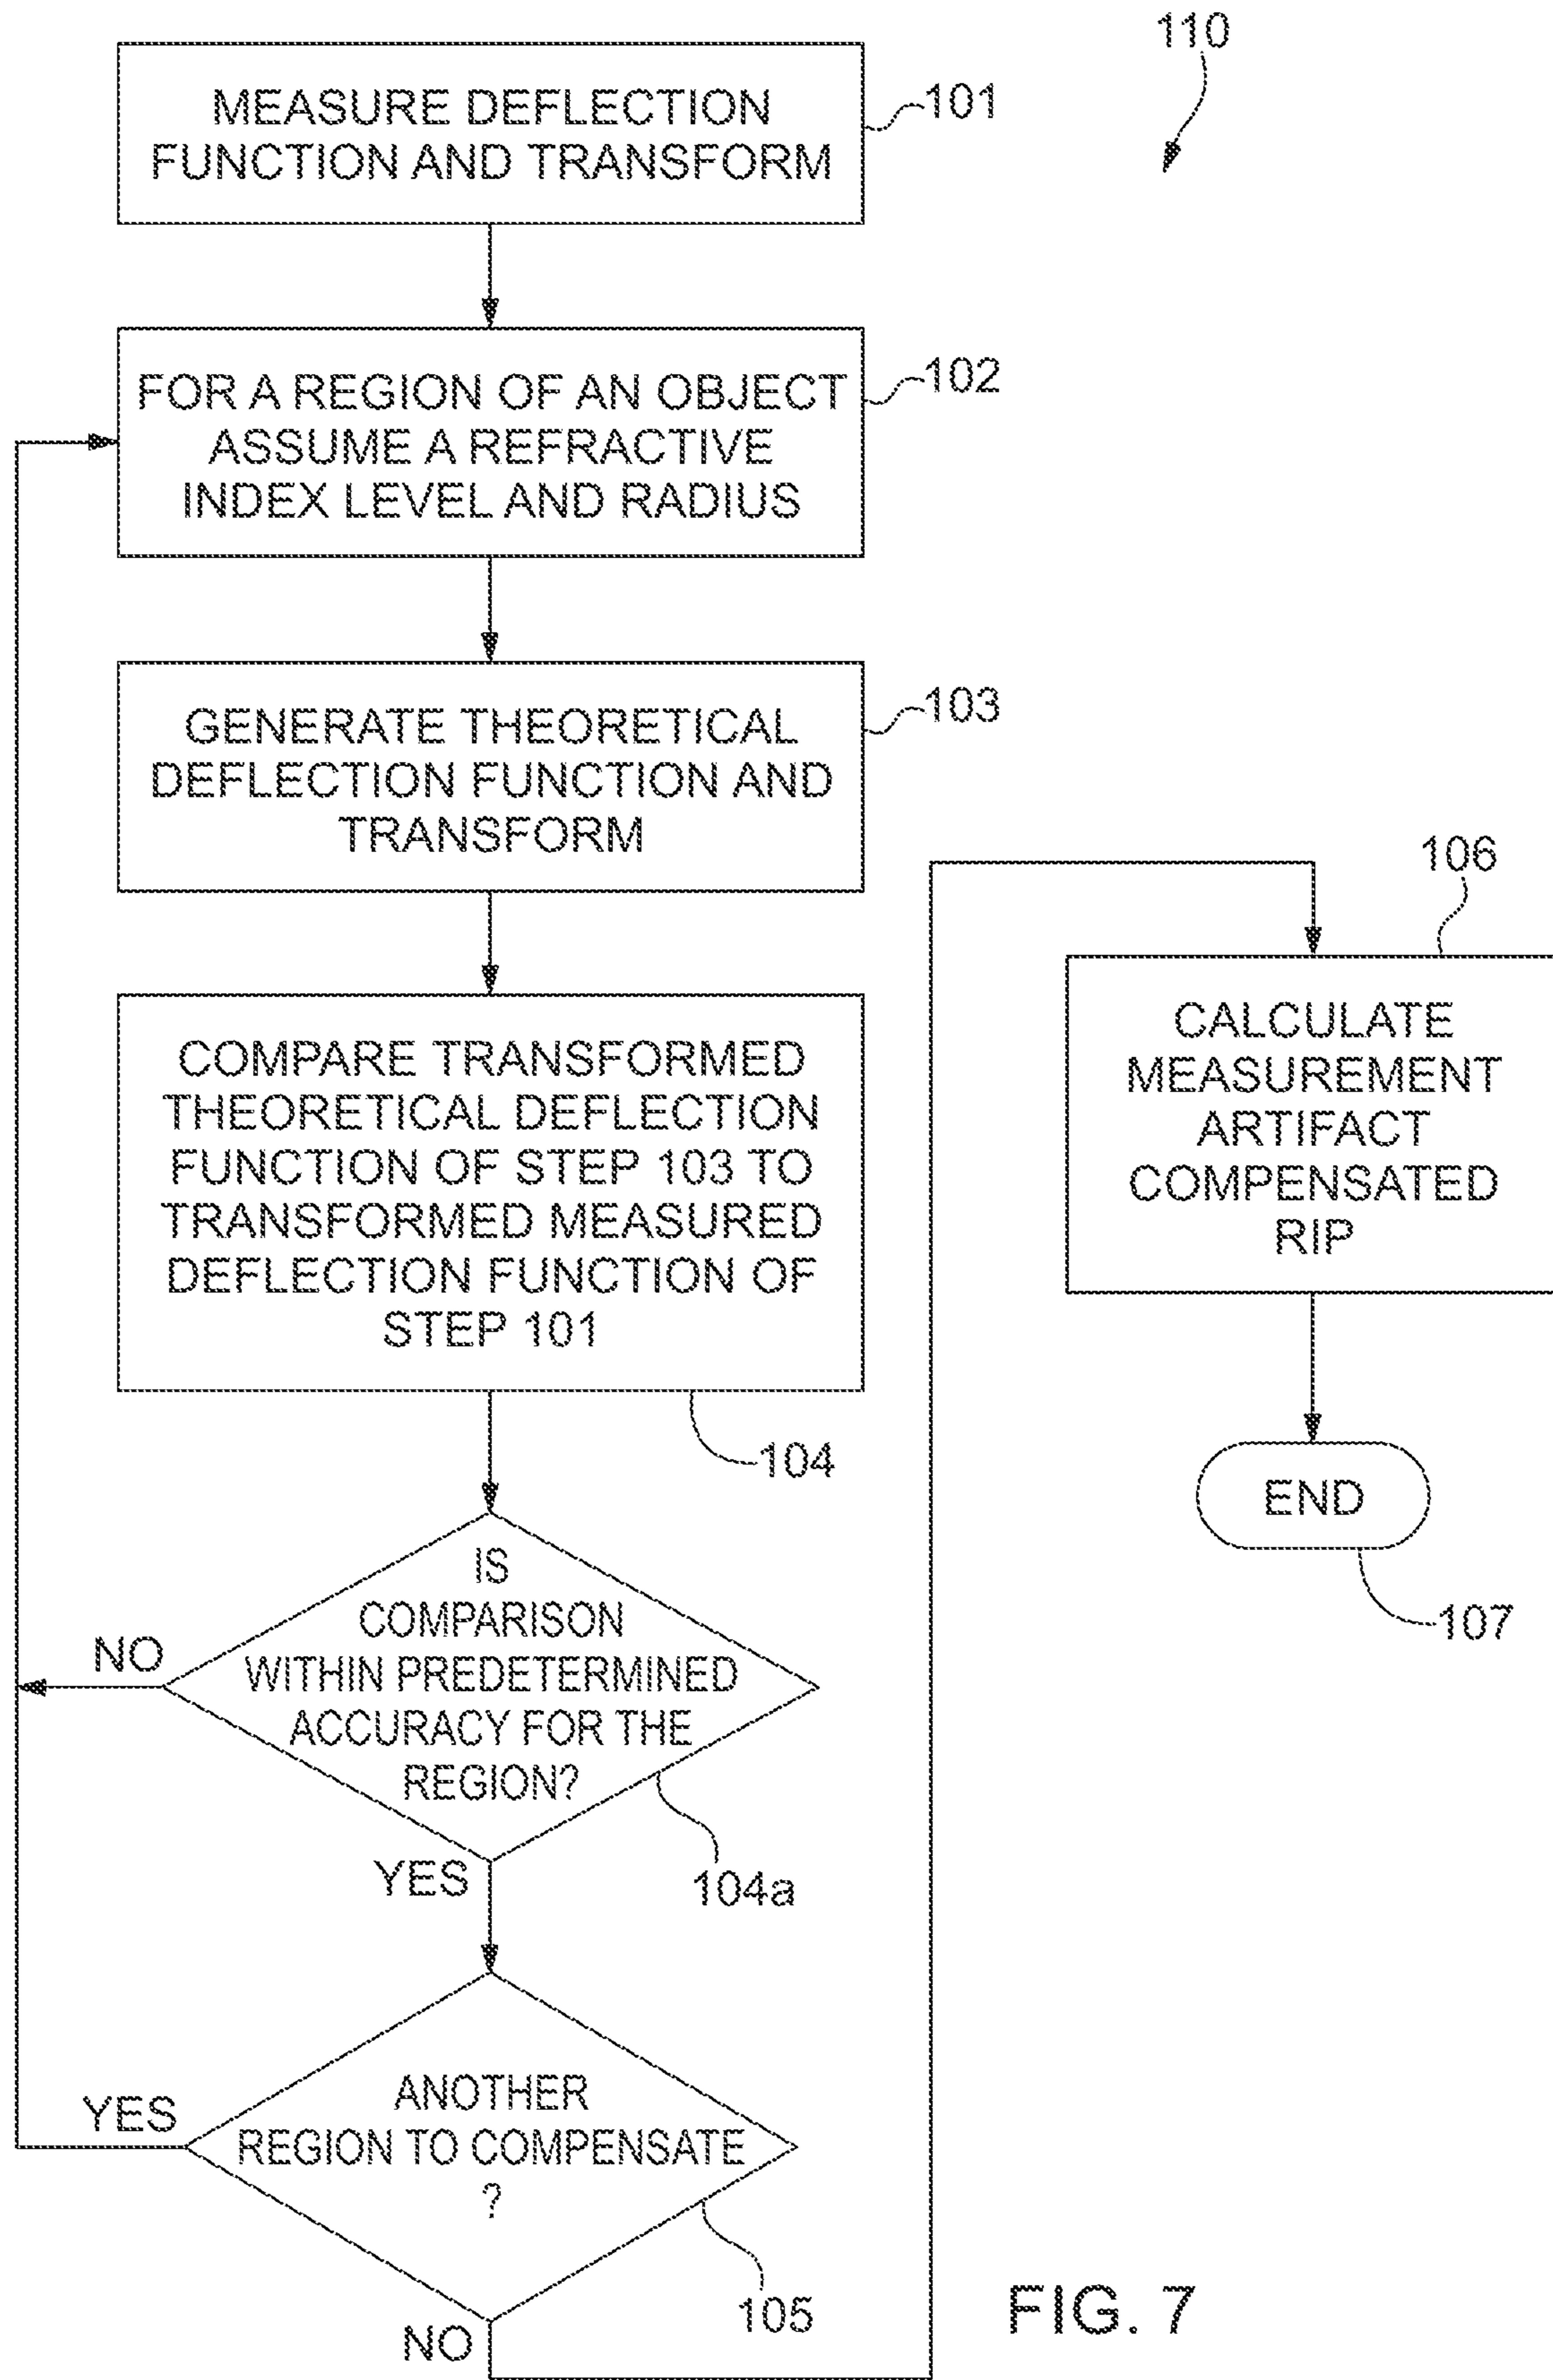 110
MEASURE DEFLECTION
FUNCTION AND TRANSFORM
101
FOR A REGION OF AN OBJECT
ASSUME A REFRACTIVE
INDEX LEVEL AND RADIUS
102
GENERATE THEORETICAL
DEFLECTION FUNCTION AND
TRANSFORM
103
COMPARE TRANSFORMED
THEORETICAL DEFLECTION
FUNCTION OF STEP 103 TO
TRANSFORMED MEASURED
DEFLECTION FUNCTION OF
STEP 101
104
IS
COMPARISON
WITHIN PREDETERMINED
ACCURACY FOR THE
REGION?
NO
YES
104a
ANOTHER
REGION TO COMPENSATE
?
YES
NO
105
106
CALCULATE
MEASUREMENT
ARTIFACT
COMPENSATED
RIP
END
107
FIG. 7